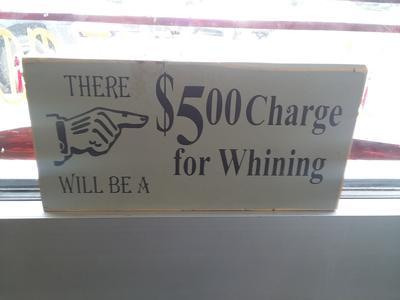 THERE
WILL BE A
$500 Charge
for Whining